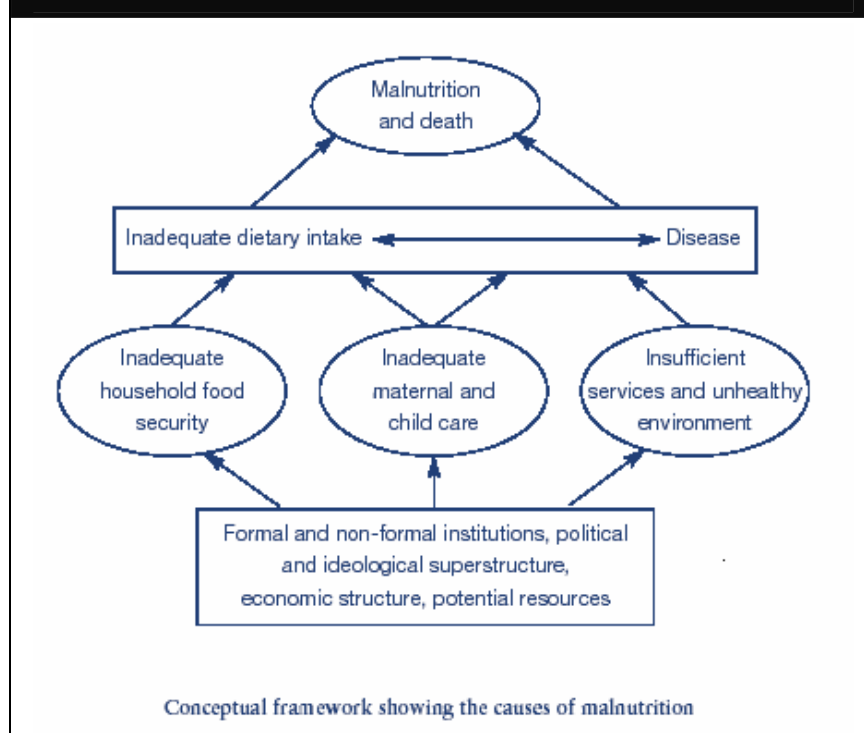 Malnutrition
and death
Inadequate dietary intake
Disease
Inadequate
household food
security
Inadequate
maternal and
child care
Insufficient
services and unhealthy
environment
Formal and non-formal institutions, political
and ideological superstructure,
economic structure, potential resources
Conceptual framework showing the causes of malnutrition